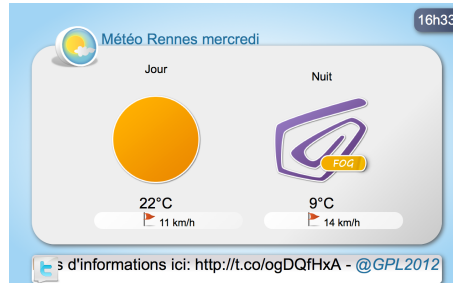 16h33
Météo Rennes mercredi
Jour
Nuit
FOG
22°C
9°C
11 km/h
14 km/h
d'informations ici: http://t.co/ogDQfHxA - @GPL2012